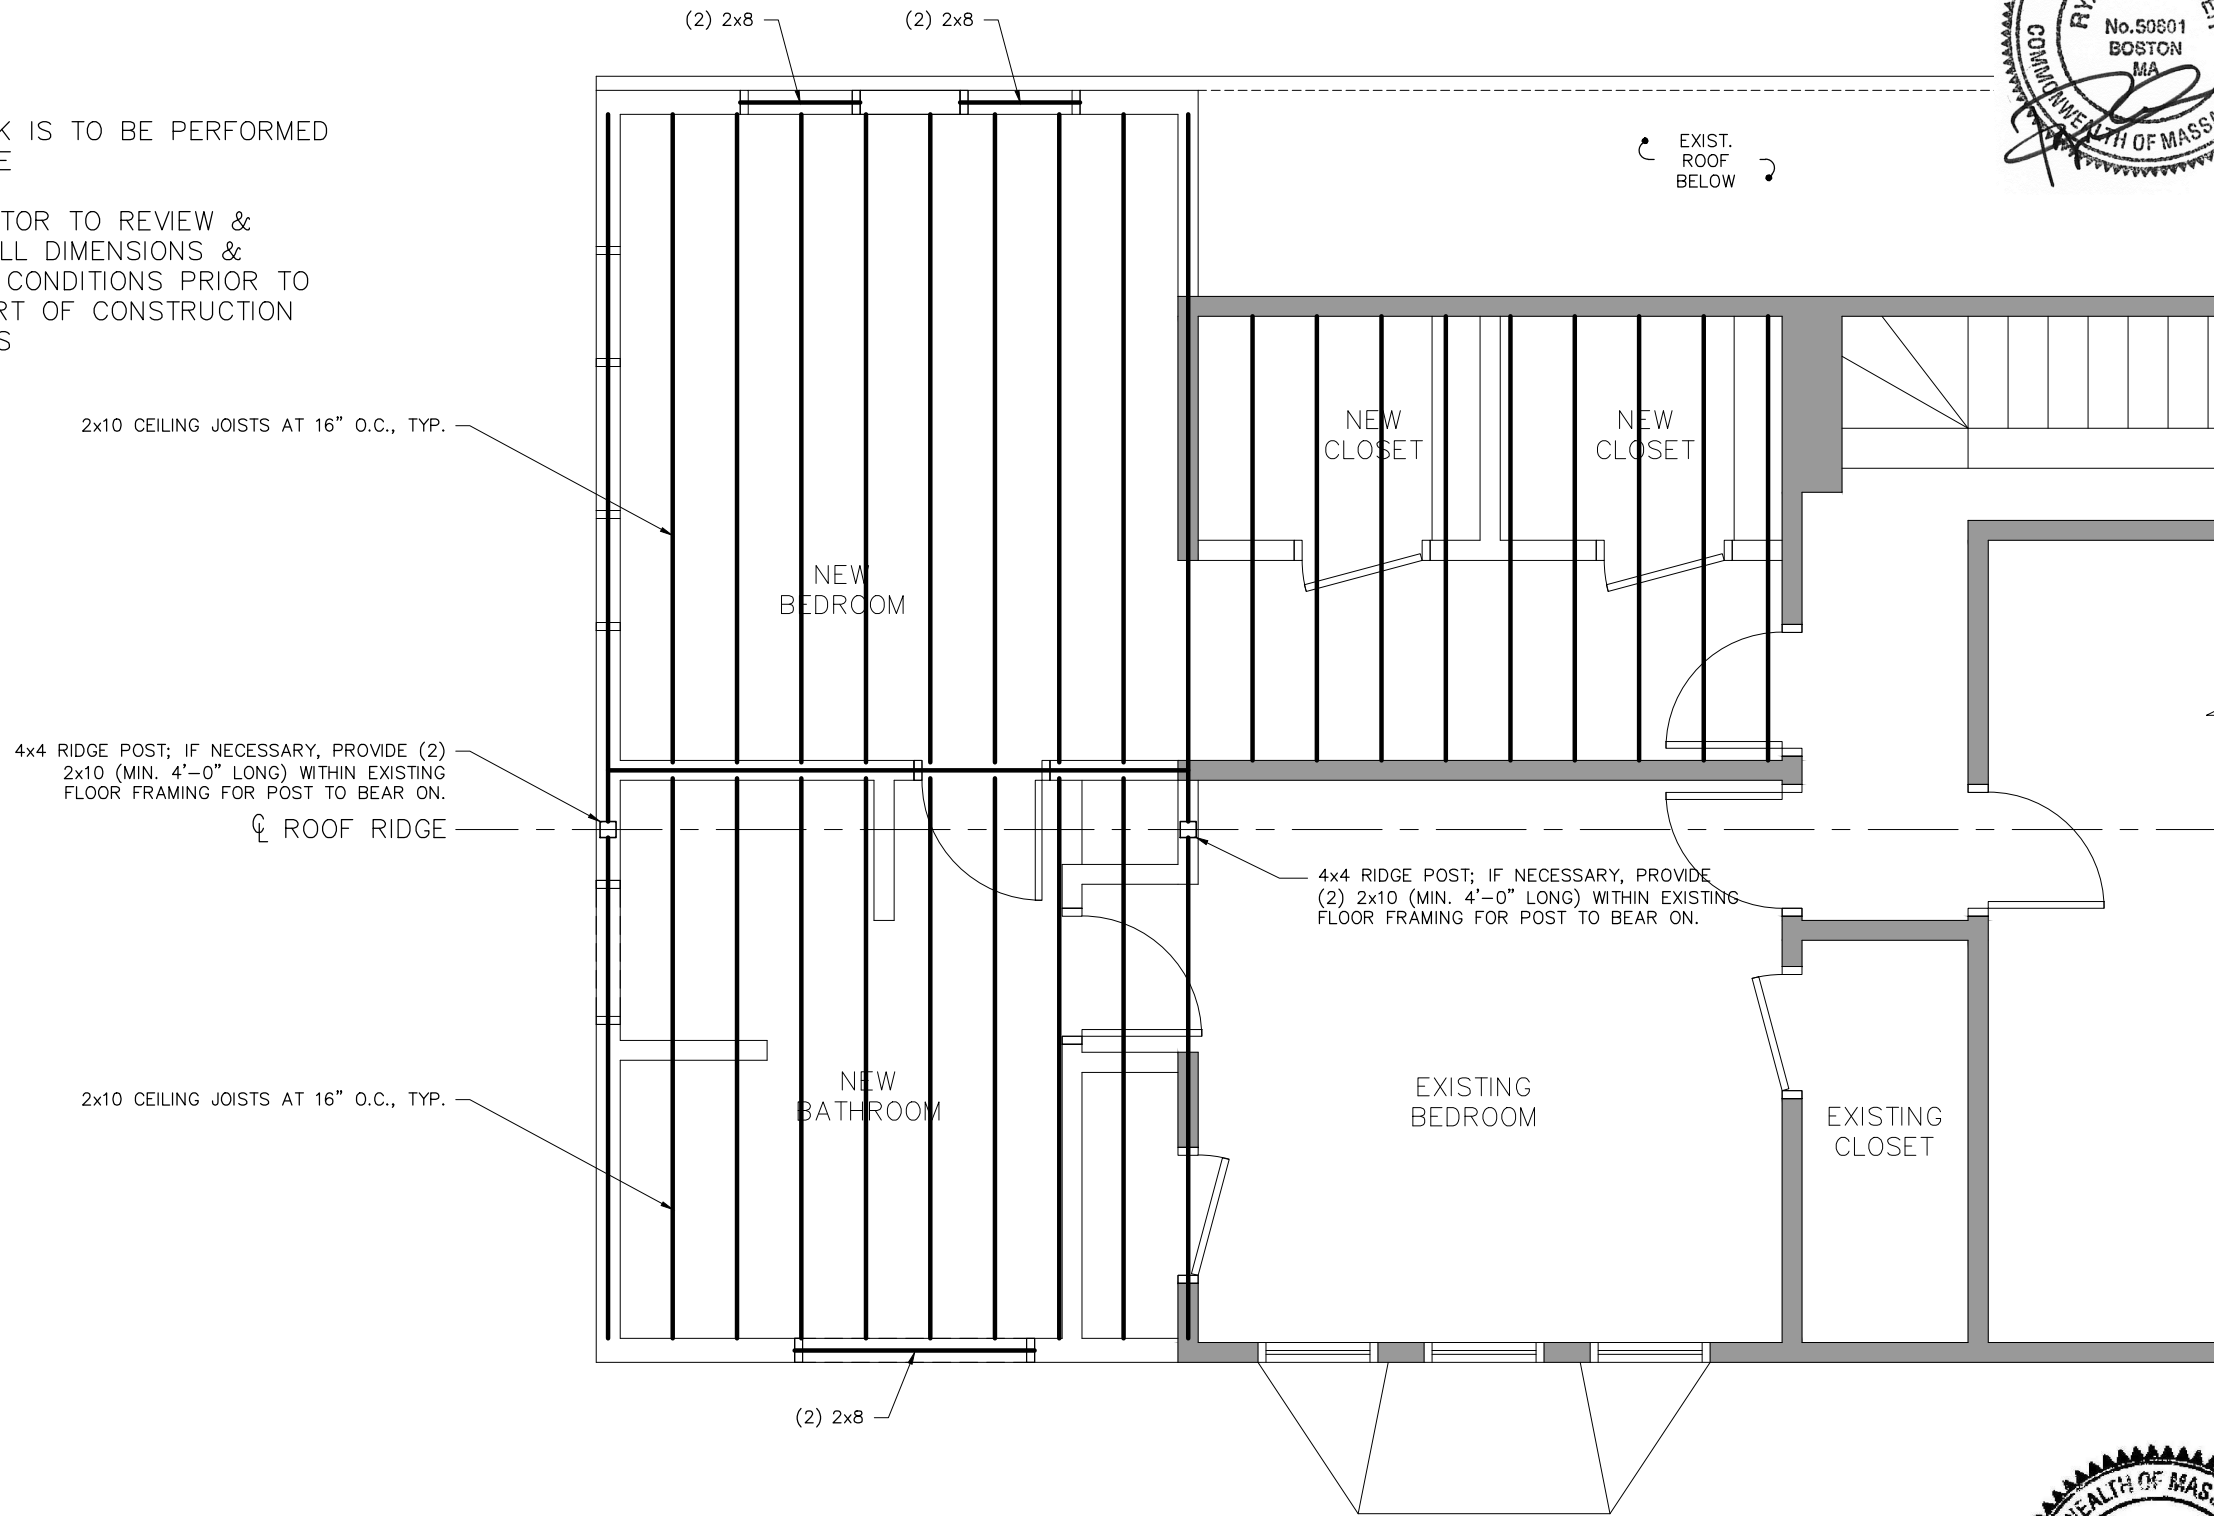 (2) 2x8
(2) 2x8
No.50601
BOSTON
MA
COMMONWEALTH OF MASSA
K IS TO BE PERFORMED
E
TOR TO REVIEW &
LL DIMENSIONS &
CONDITIONS PRIOR TO
RT OF CONSTRUCTION
S
EXIST.
ROOF
BELOW
2x10 CEILING JOISTS AT 16" O.C., TYP.
NEW
CLOSET
NEW
CLOSET
NEW
BEDROOM
4x4 RIDGE POST; IF NECESSARY, PROVIDE (2)
2x10 (MIN. 4'-0" LONG) WITHIN EXISTING
FLOOR FRAMING FOR POST TO BEAR ON.
℄ ROOF RIDGE
4x4 RIDGE POST; IF NECESSARY, PROVIDE
(2) 2x10 (MIN. 4'-0" LONG) WITHIN EXISTING
FLOOR FRAMING FOR POST TO BEAR ON.
2x10 CEILING JOISTS AT 16" O.C., TYP.
NEW
BATHROOM
EXISTING
BEDROOM
EXISTING
CLOSET
(2) 2x8
WEALTH OF MAS